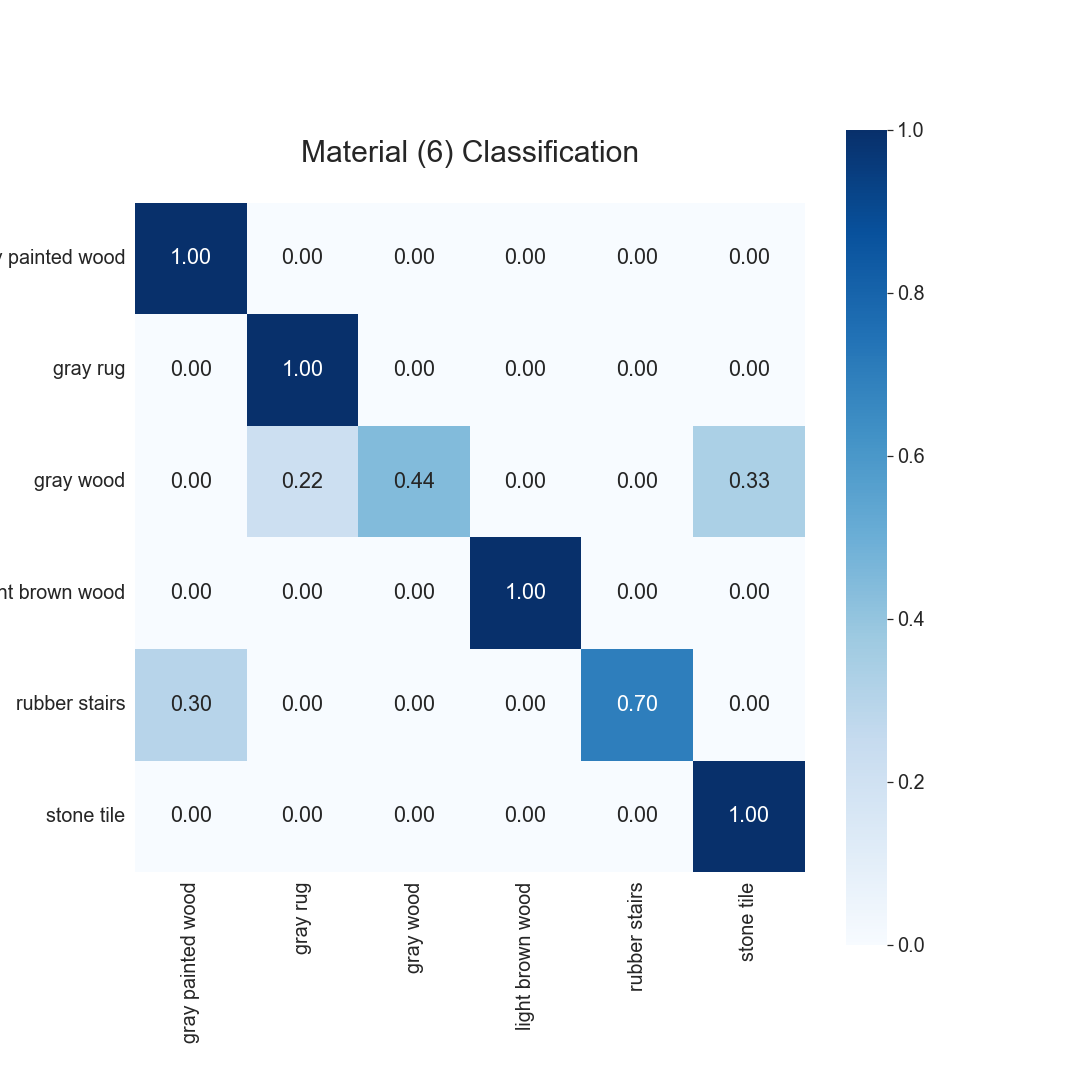 Material (6) Classification
1.0
y painted wood 1.00 0.00 0.00 0.00 0.00 0.00
0.8
gray rug 0.00 1.00 0.00 0.00 0.00 0.00
gray wood 0.00 0.22 0.44 0.00 0.00 0.33
0.6
ht brown wood 0.00 0.00 0.00 1.00 0.00 0.00
0.4
rubber stairs 0.30 0.00 0.00 0.00 0.70 0.00
0.2
stone tile 0.00 0.00 0.00 0.00 0.00 1.00
0.0
gray painted wood
gray rug
gray wood
light brown wood
rubber stairs
stone tile